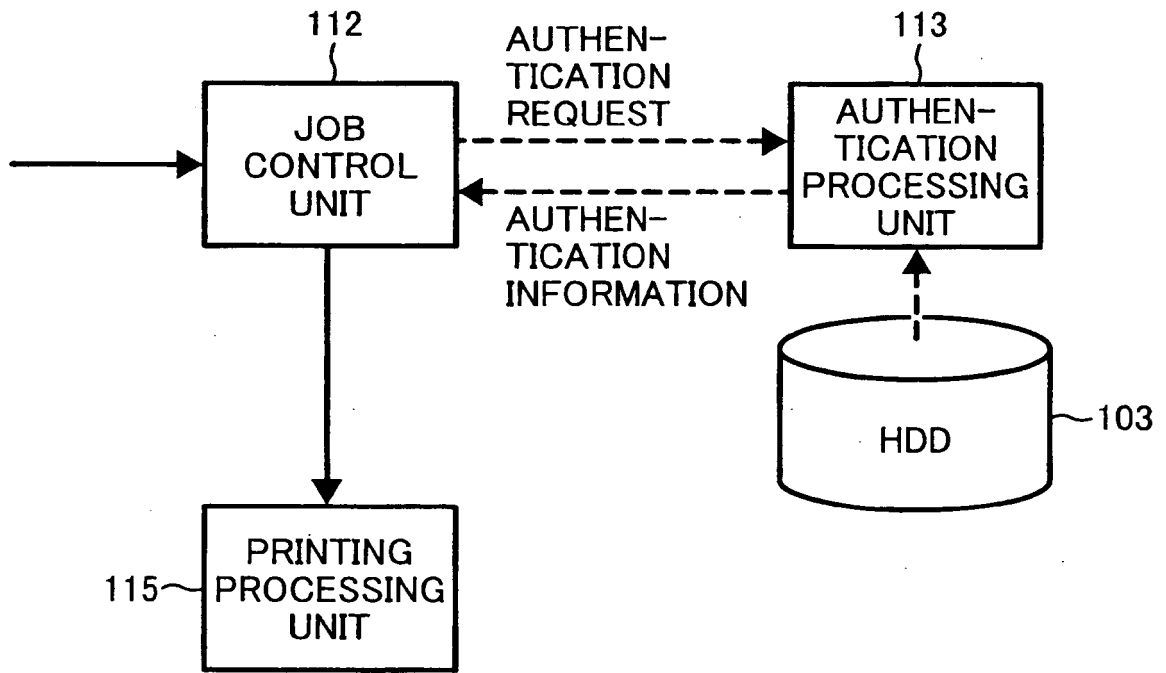 112
AUTHEN-
TICATION
REQUEST
113
JOB
CONTROL
UNIT
AUTHEN-
TICATION
PROCESSING
UNIT
AUTHEN-
TICATION
INFORMATION
HDD
103
115
PRINTING
PROCESSING
UNIT